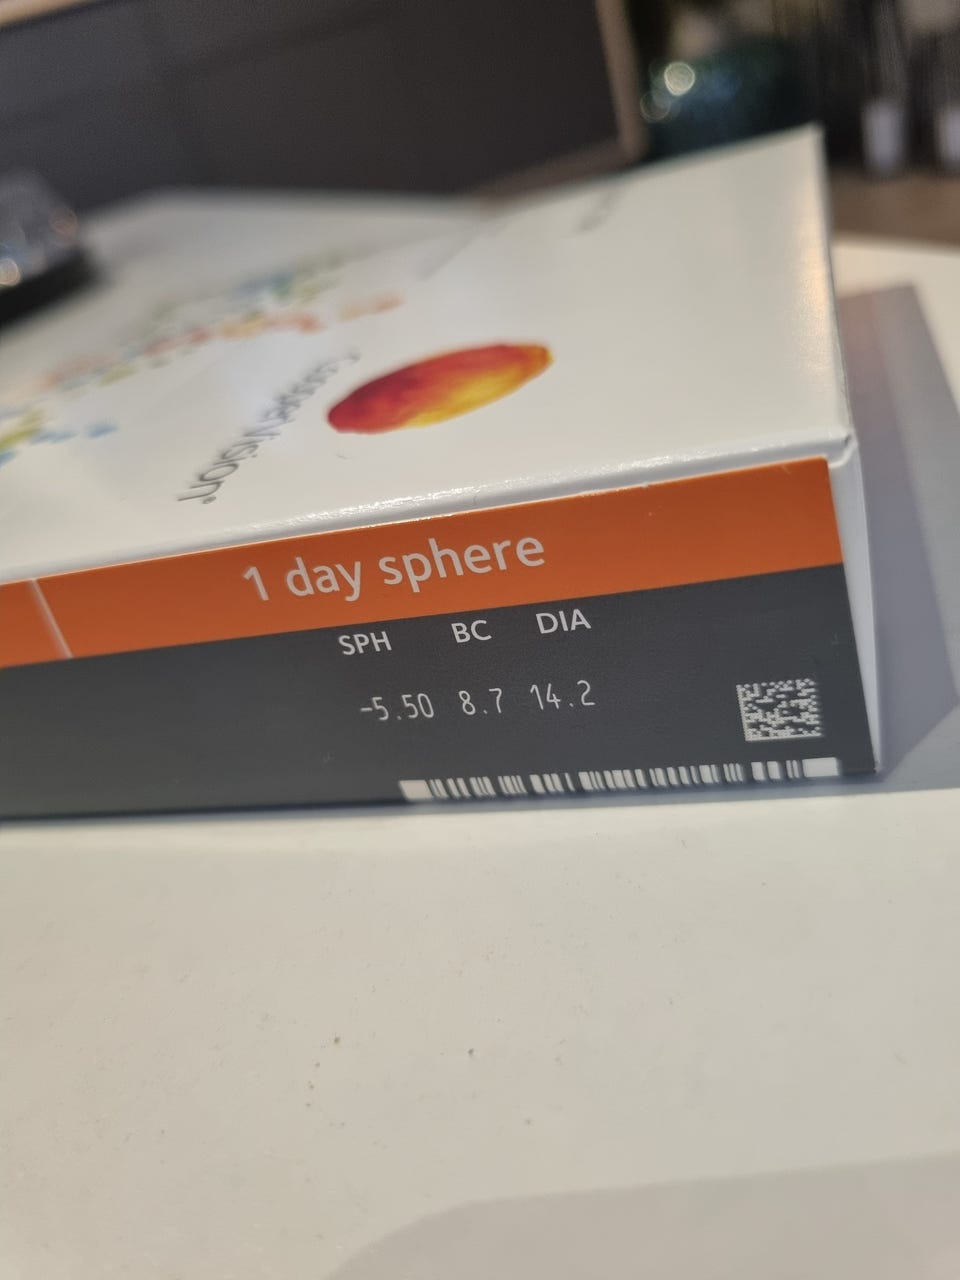 CooperVision®
1 day sphere
SPH BC DIA
-5.50 8.7 14.2